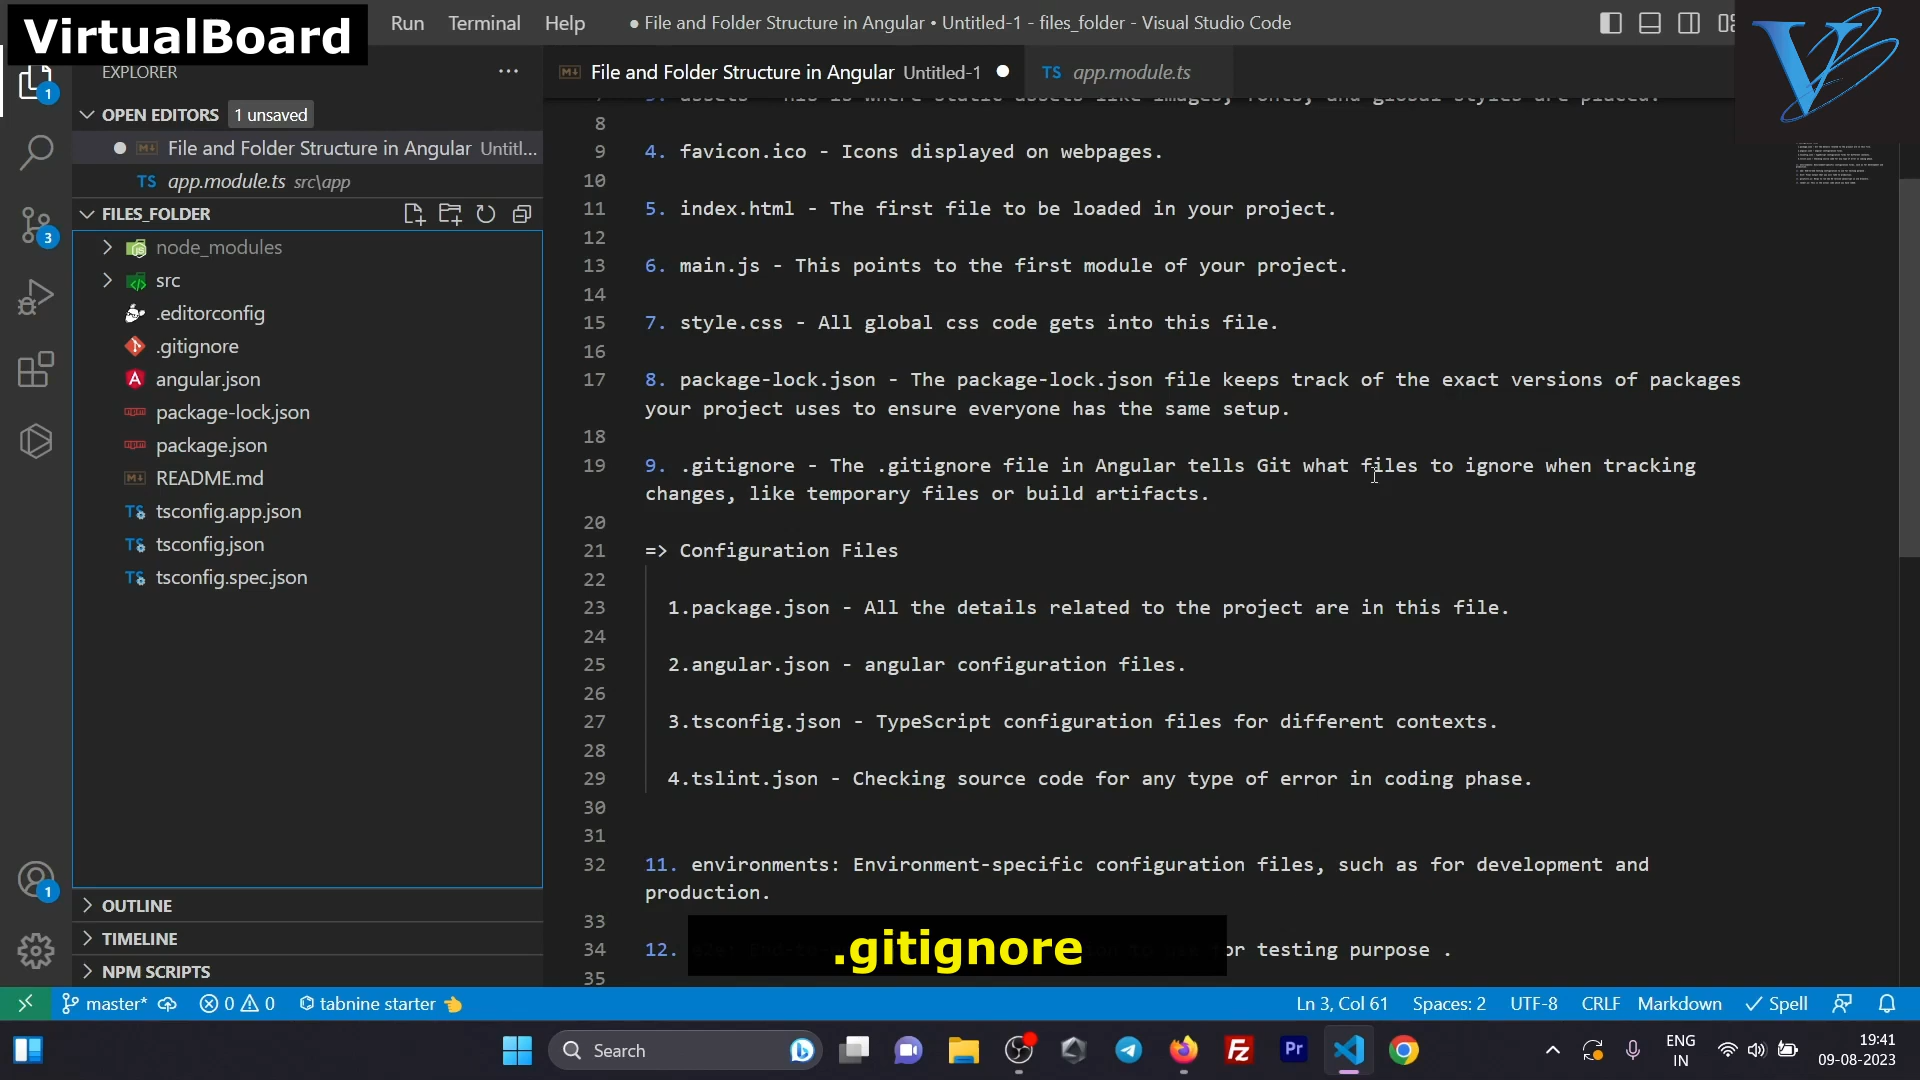 VirtualBoard
Run Terminal Help
● File and Folder Structure in Angular • Untitled-1 - files_folder - Visual Studio Code
EXPLORER
File and Folder Structure in Angular Untitled-1
TS app.module.ts
OPEN EDITORS 1 unsaved
File and Folder Structure in Angular Untitl...
TS app.module.ts src\app
FILES_FOLDER
node_modules
src
.editorconfig
.gitignore
angular.json
package-lock.json
package.json
README.md
tsconfig.app.json
tsconfig.json
tsconfig.spec.json
OUTLINE
TIMELINE
NPM SCRIPTS
8
9 4. favicon.ico - Icons displayed on webpages.
10
11 5. index.html - The first file to be loaded in your project.
12
13 6. main.js - This points to the first module of your project.
14
15 7. style.css - All global css code gets into this file.
16
17 8. package-lock.json - The package-lock.json file keeps track of the exact versions of packages
your project uses to ensure everyone has the same setup.
18
19 9. .gitignore - The .gitignore file in Angular tells Git what files to ignore when tracking
changes, like temporary files or build artifacts.
20
21 => Configuration Files
22
23 1.package.json - All the details related to the project are in this file.
24
25 2.angular.json - angular configuration files.
26
27 3.tsconfig.json - TypeScript configuration files for different contexts.
28
29 4.tslint.json - Checking source code for any type of error in coding phase.
30
31
32 11. environments: Environment-specific configuration files, such as for development and
production.
33
34 12. for testing purpose .
35
.gitignore
master* 0 0 tabnine starter
Ln 3, Col 61 Spaces: 2 UTF-8 CRLF Markdown Spell
Search
ENG
IN
19:41
09-08-2023